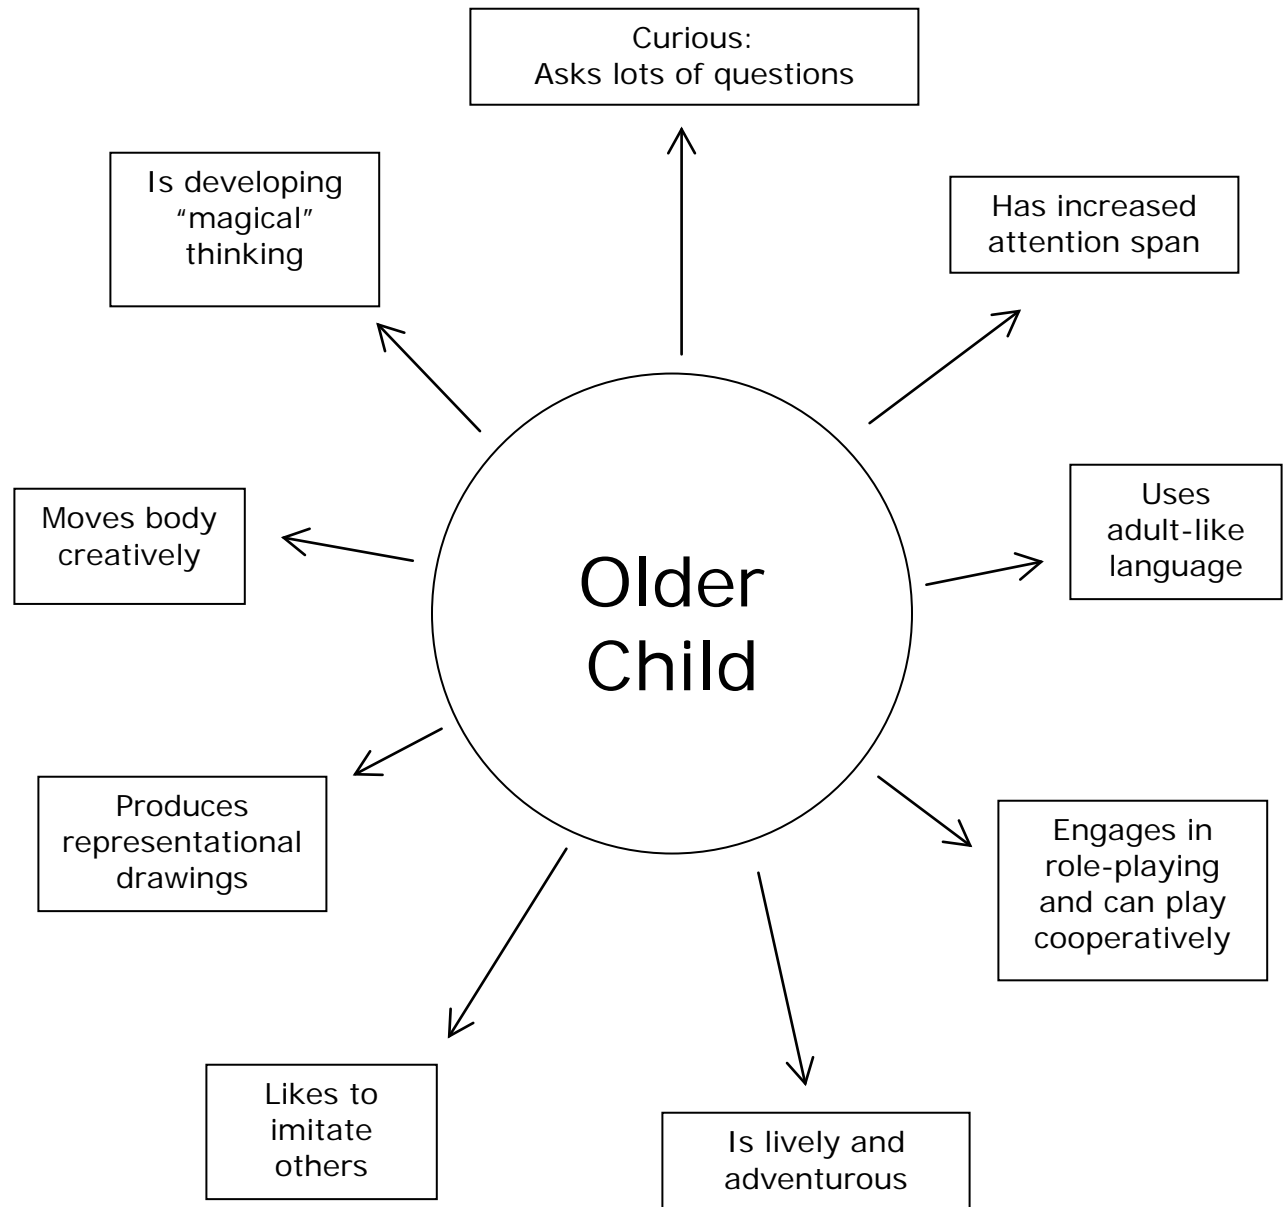 Curious:
Asks lots of questions
Is developing
“magical”
thinking
Has increased
attention span
Moves body
creatively
Uses
adult-like
language
Older
Child
Produces
representational
drawings
Engages in
role-playing
and can play
cooperatively
Likes to
imitate
others
Is lively and
adventurous